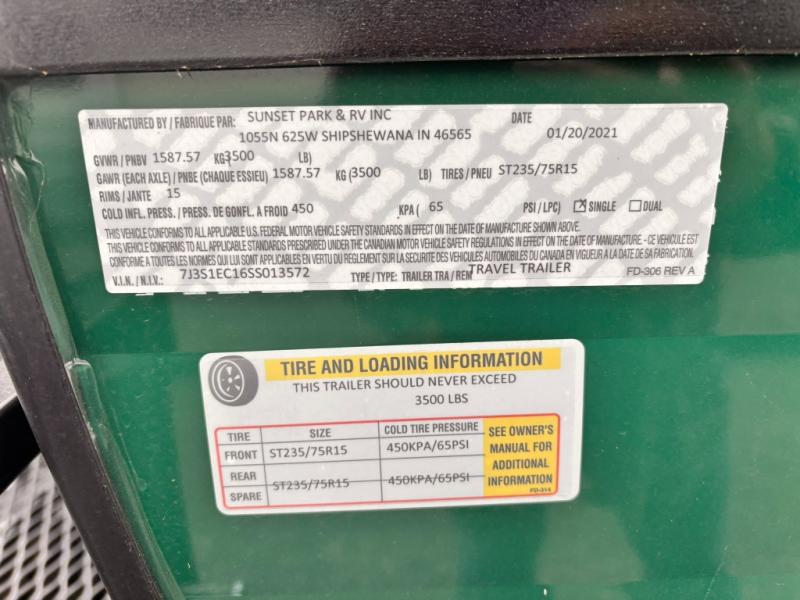 MANUFACTURED BY / FABRIQUE PAR: SUNSET PARK & RV INC DATE
1055N 625W SHIPSHEWANA IN 46565 01/20/2021
GVWR / PNBV 1587.57 KG(3500 LB)
GAWR (EACH AXLE) / PNBE (CHAQUE ESSIEU) 1587.57 KG (3500 LB) TIRES / PNEU ST235/75R15
RIMS / JANTE 15
COLD INFL. PRESS. / PRESS. DE GONFL. A FROID 450 KPA ( 65 PSI / LPC) SINGLE DUAL
THIS VEHICLE CONFORMS TO ALL APPLICABLE U.S. FEDERAL MOTOR VEHICLE SAFETY STANDARDS IN EFFECT ON THE DATE OF MANUFACTURE SHOWN ABOVE.
THIS VEHICLE CONFORMS TO ALL APPLICABLE STANDARDS PRESCRIBED UNDER THE CANADIAN MOTOR VEHICLE SAFETY REGULATIONS IN EFFECT ON THE DATE OF MANUFACTURE - CE VEHICULE EST
CONFORME A TOUTES LES NORMES QUI LUI SONT APPLICABLES EN VERTU DU REGLEMENT SUR LA SECURITE DES VEHICULES AUTOMOBILES DU CANADA EN VIGUEUR A LA DATE DE SA FABRICATION.
V.I.N. / N.I.V.: 7J3S1EC16SS013572 TYPE / TYPE: TRAILER TRA / REM TRAVEL TRAILER FD-306 REV A
TIRE AND LOADING INFORMATION
THIS TRAILER SHOULD NEVER EXCEED
3500 LBS
TIRE SIZE COLD TIRE PRESSURE
FRONT ST235/75R15 450KPA/65PSI
REAR
ST235/75R15 450KPA/65PSI
SPARE
SEE OWNER'S
MANUAL FOR
ADDITIONAL
INFORMATION
FD-314